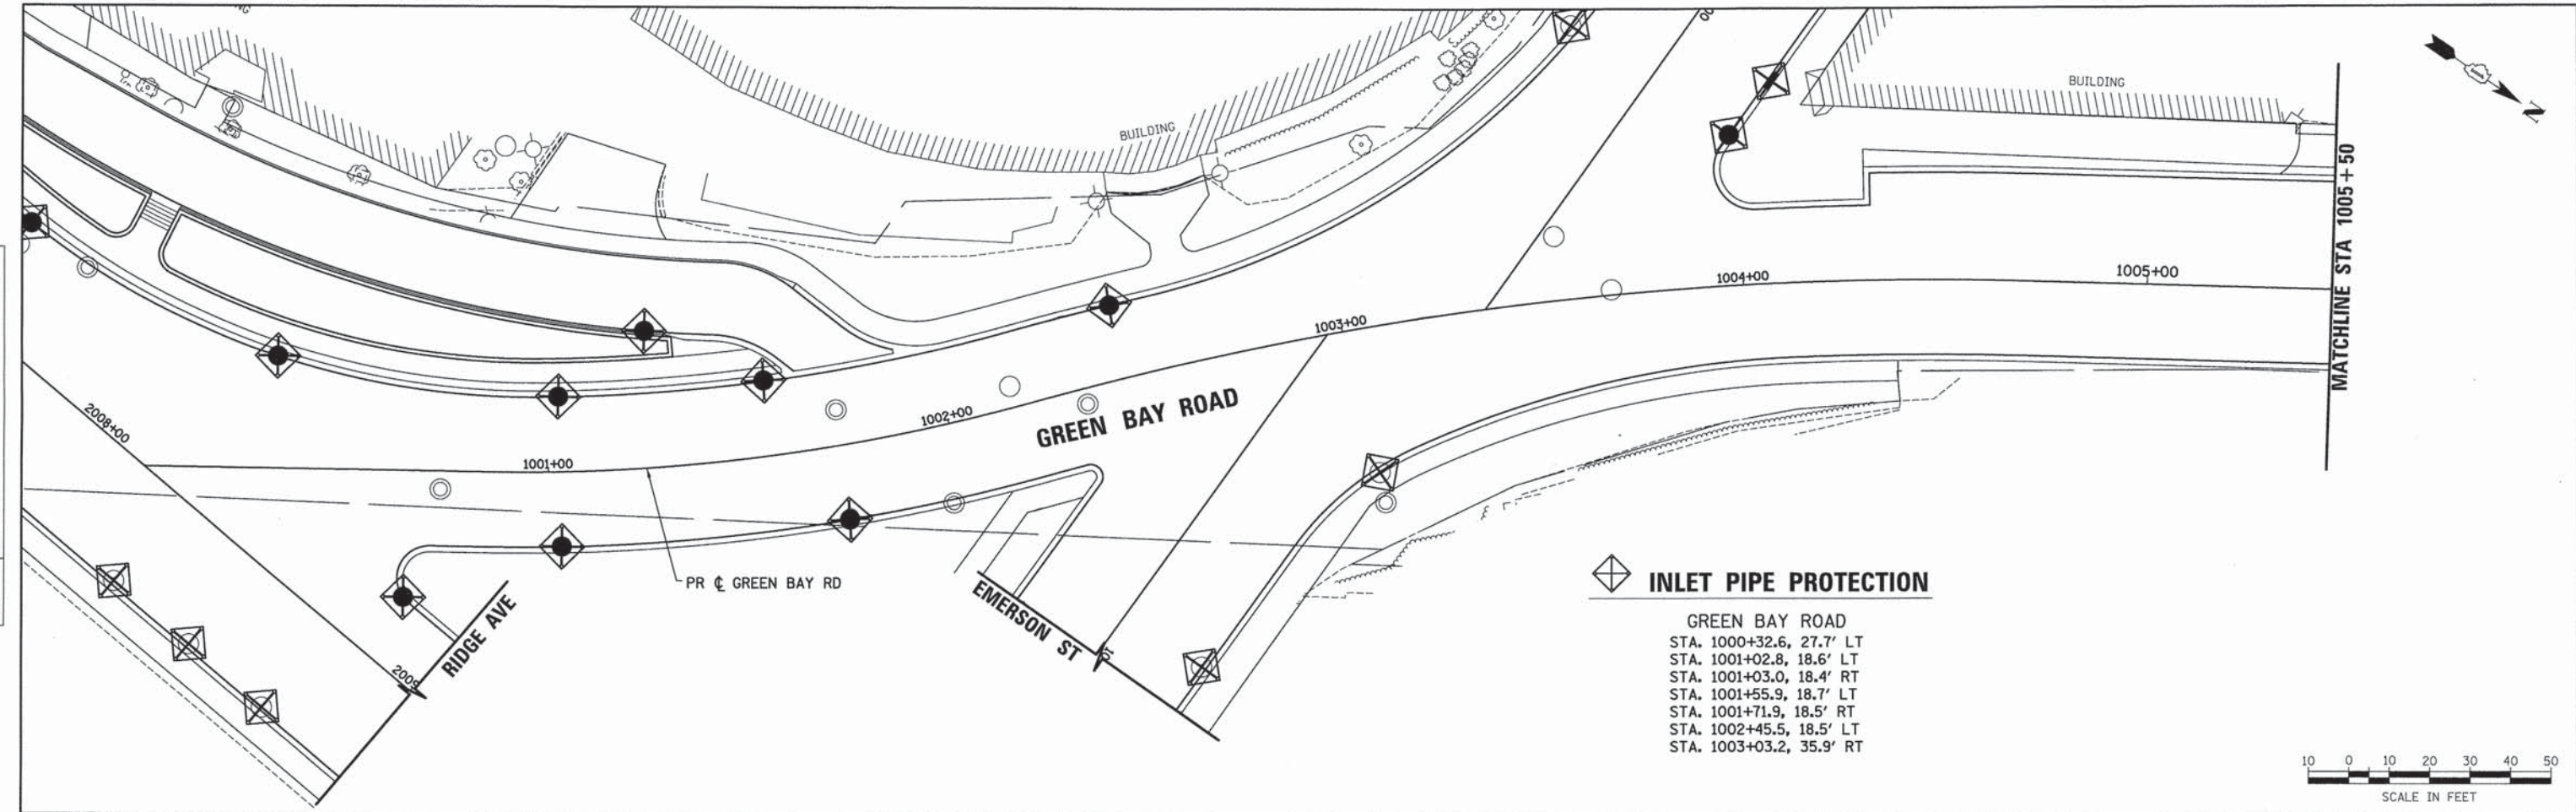 BUILDING
BUILDING
N
MATCHLINE STA 1005+50
1005+00
1004+00
1003+00
1002+00
1001+00
GREEN BAY ROAD
2008+00
2009
PR ℄ GREEN BAY RD
RIDGE AVE
EMERSON ST
10
INLET PIPE PROTECTION
GREEN BAY ROAD
STA. 1000+32.6, 27.7' LT
STA. 1001+02.8, 18.6' LT
STA. 1001+03.0, 18.4' RT
STA. 1001+55.9, 18.7' LT
STA. 1001+71.9, 18.5' RT
STA. 1002+45.5, 18.5' LT
STA. 1003+03.2, 35.9' RT
10 0 10 20 30 40 50
SCALE IN FEET